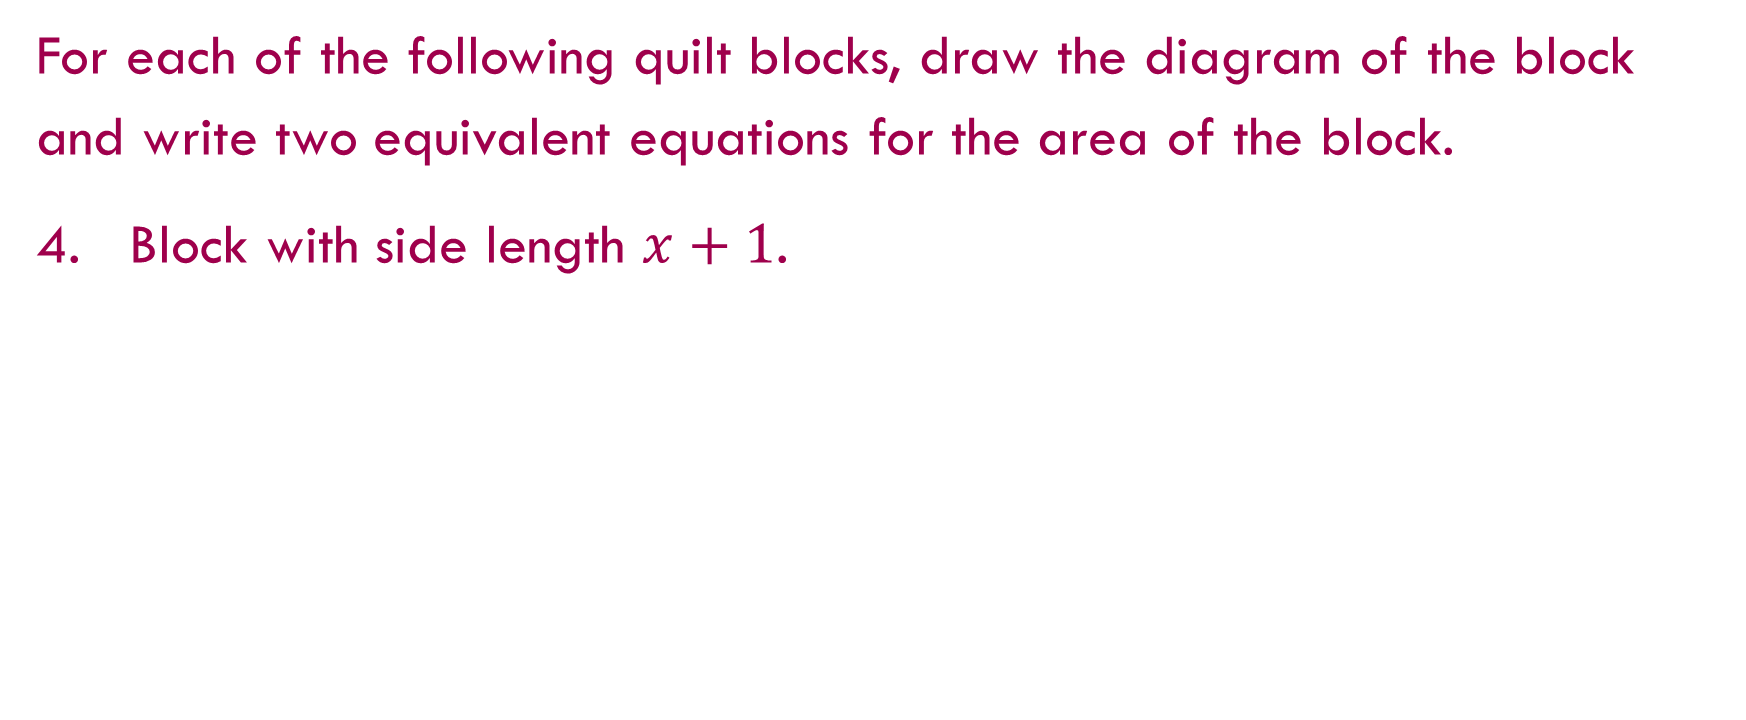 For each of the following quilt blocks, draw the diagram of the block
and write two equivalent equations for the area of the block.
4. Block with side length x + 1.